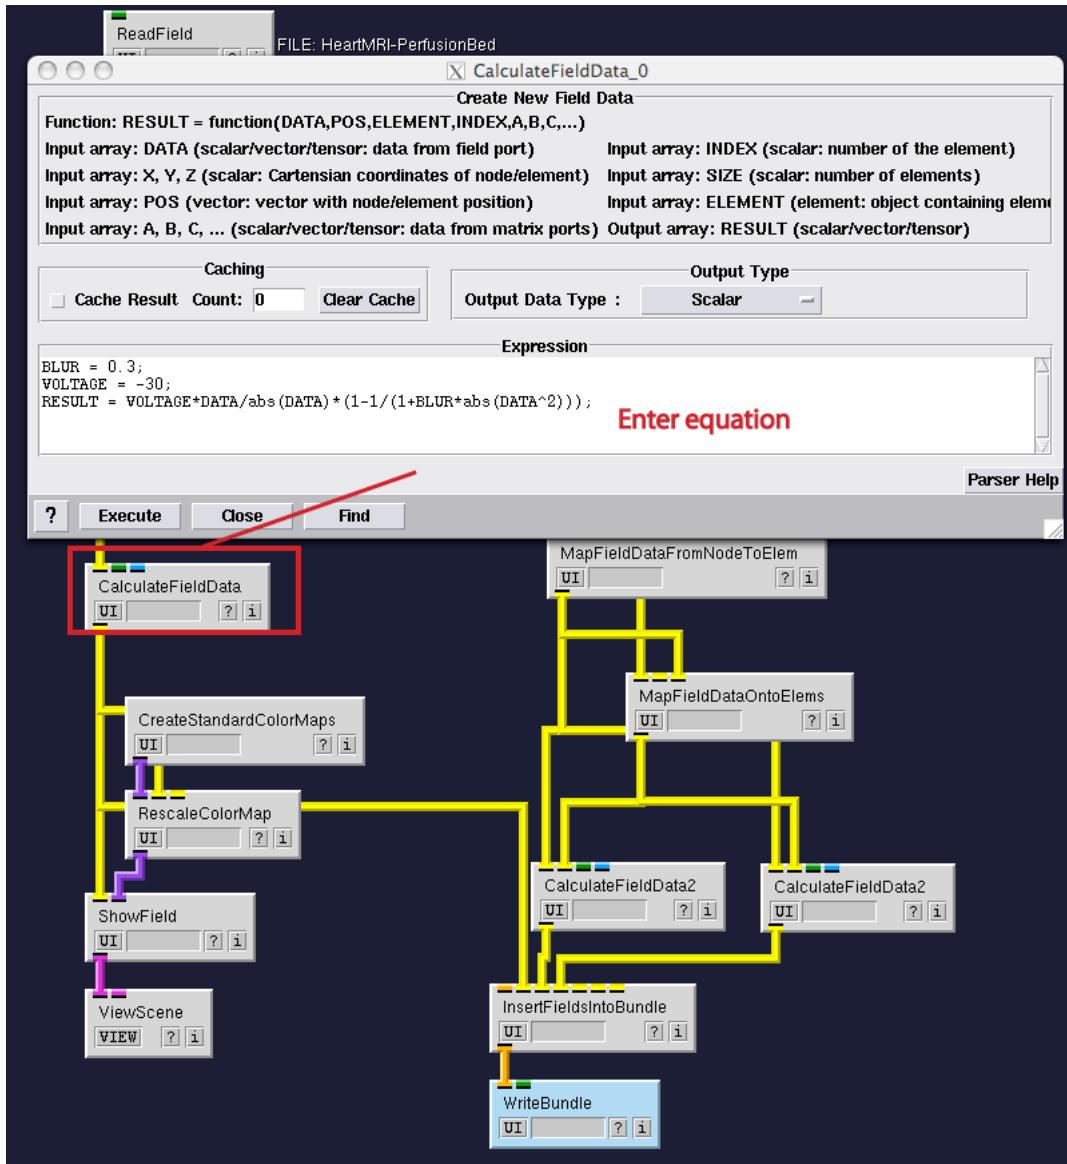 ReadField
UI ? i
FILE: HeartMRI-PerfusionBed
X CalculateFieldData_0
Create New Field Data
Function: RESULT = function(DATA,POS,ELEMENT,INDEX,A,B,C,...)
Input array: DATA (scalar/vector/tensor: data from field port) Input array: INDEX (scalar: number of the element)
Input array: X, Y, Z (scalar: Cartensian coordinates of node/element) Input array: SIZE (scalar: number of elements)
Input array: POS (vector: vector with node/element position) Input array: ELEMENT (element: object containing eleme
Input array: A, B, C, ... (scalar/vector/tensor: data from matrix ports) Output array: RESULT (scalar/vector/tensor)
Caching
Cache Result Count: 0 Clear Cache
Output Type
Output Data Type : Scalar
Expression
BLUR = 0.3;
VOLTAGE = -30;
RESULT = VOLTAGE*DATA/abs(DATA)*(1-1/(1+BLUR*abs(DATA^2)));
Enter equation
Parser Help
? Execute Close Find
CalculateFieldData
UI ? i
MapFieldDataFromNodeToElem
UI ? i
MapFieldDataOntoElems
UI ? i
CreateStandardColorMaps
UI ? i
RescaleColorMap
UI ? i
ShowField
UI ? i
ViewScene
VIEW ? i
CalculateFieldData2
UI ? i
CalculateFieldData2
UI ? i
InsertFieldsIntoBundle
UI ? i
WriteBundle
UI ? i